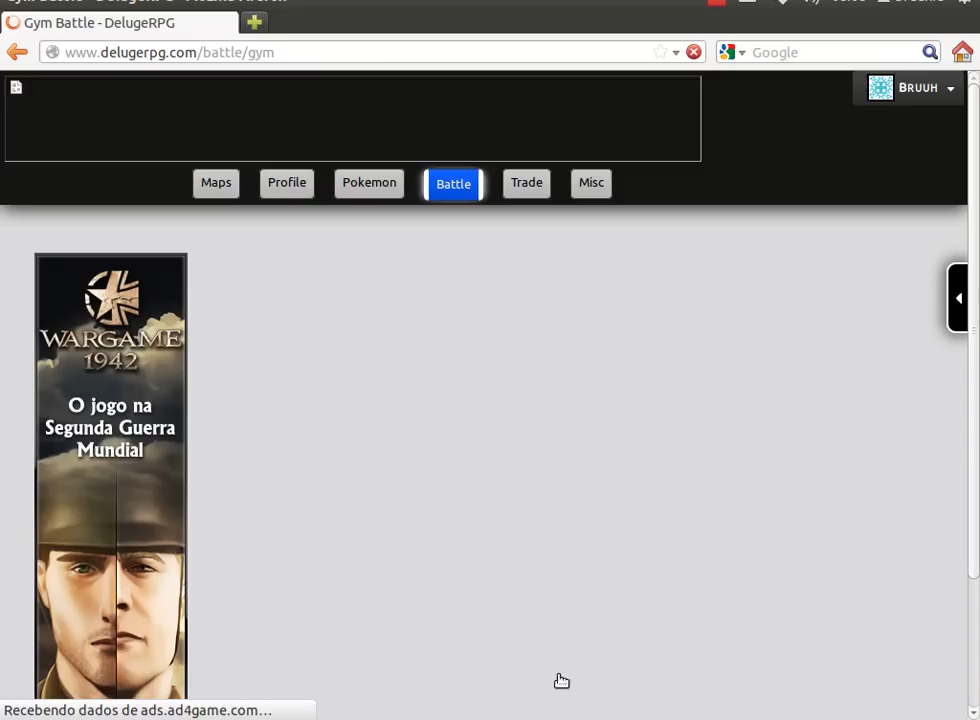 Gym Battle - DelugeRPG
www.delugerpg.com/battle/gym
Google
BRUUH
Maps
Profile
Pokemon
Battle
Trade
Misc
WARGAME
1942
O jogo na
Segunda Guerra
Mundial
Recebendo dados de ads.ad4game.com...